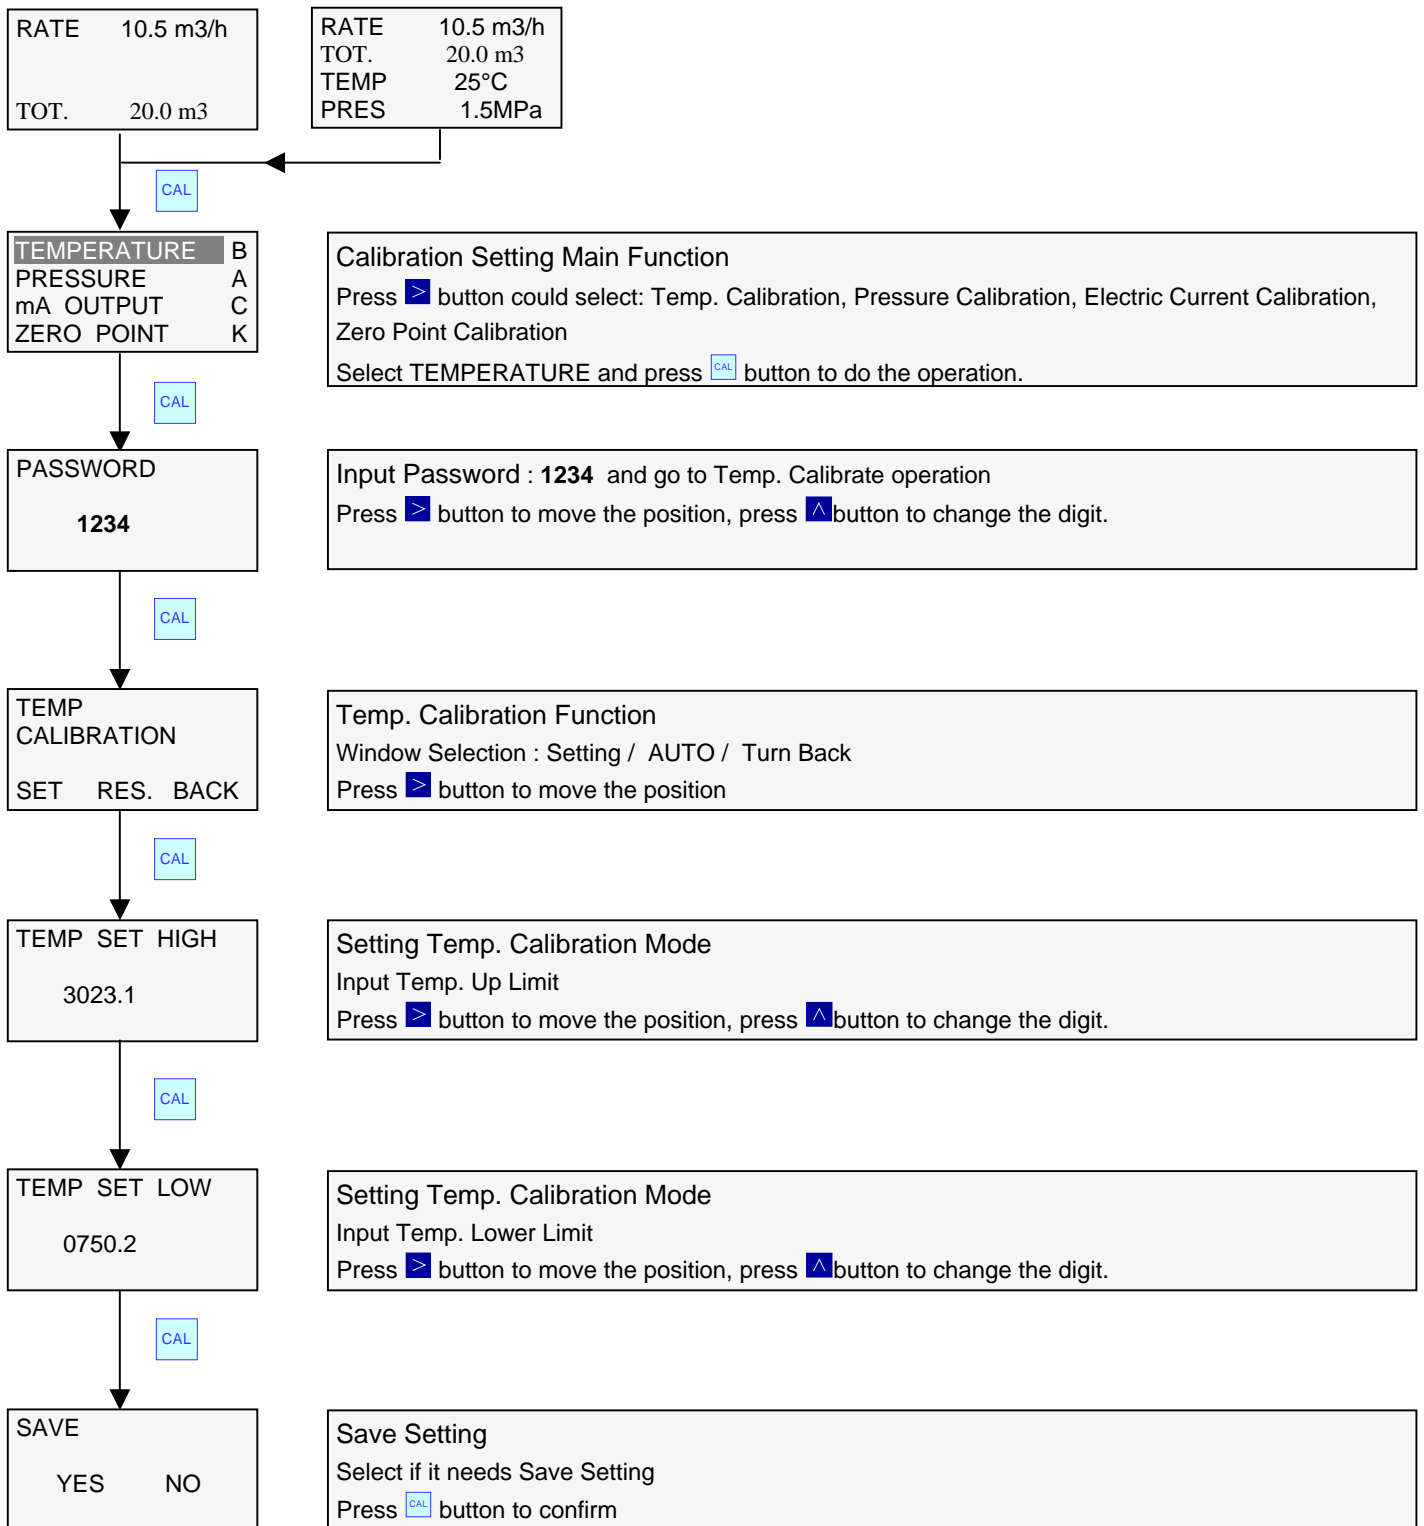 RATE 10.5 m3/h
TOT. 20.0 m3
RATE 10.5 m3/h
TOT. 20.0 m3
TEMP 25°C
PRES 1.5MPa
CAL
TEMPERATURE B
PRESSURE A
mA OUTPUT C
ZERO POINT K
Calibration Setting Main Function
Press > button could select: Temp. Calibration, Pressure Calibration, Electric Current Calibration,
Zero Point Calibration
Select TEMPERATURE and press CAL button to do the operation.
CAL
PASSWORD
1234
Input Password : 1234 and go to Temp. Calibrate operation
Press > button to move the position, press ^ button to change the digit.
CAL
TEMP
CALIBRATION
SET RES. BACK
Temp. Calibration Function
Window Selection : Setting / AUTO / Turn Back
Press > button to move the position
CAL
TEMP SET HIGH
3023.1
Setting Temp. Calibration Mode
Input Temp. Up Limit
Press > button to move the position, press ^ button to change the digit.
CAL
TEMP SET LOW
0750.2
Setting Temp. Calibration Mode
Input Temp. Lower Limit
Press > button to move the position, press ^ button to change the digit.
CAL
SAVE
YES NO
Save Setting
Select if it needs Save Setting
Press CAL button to confirm